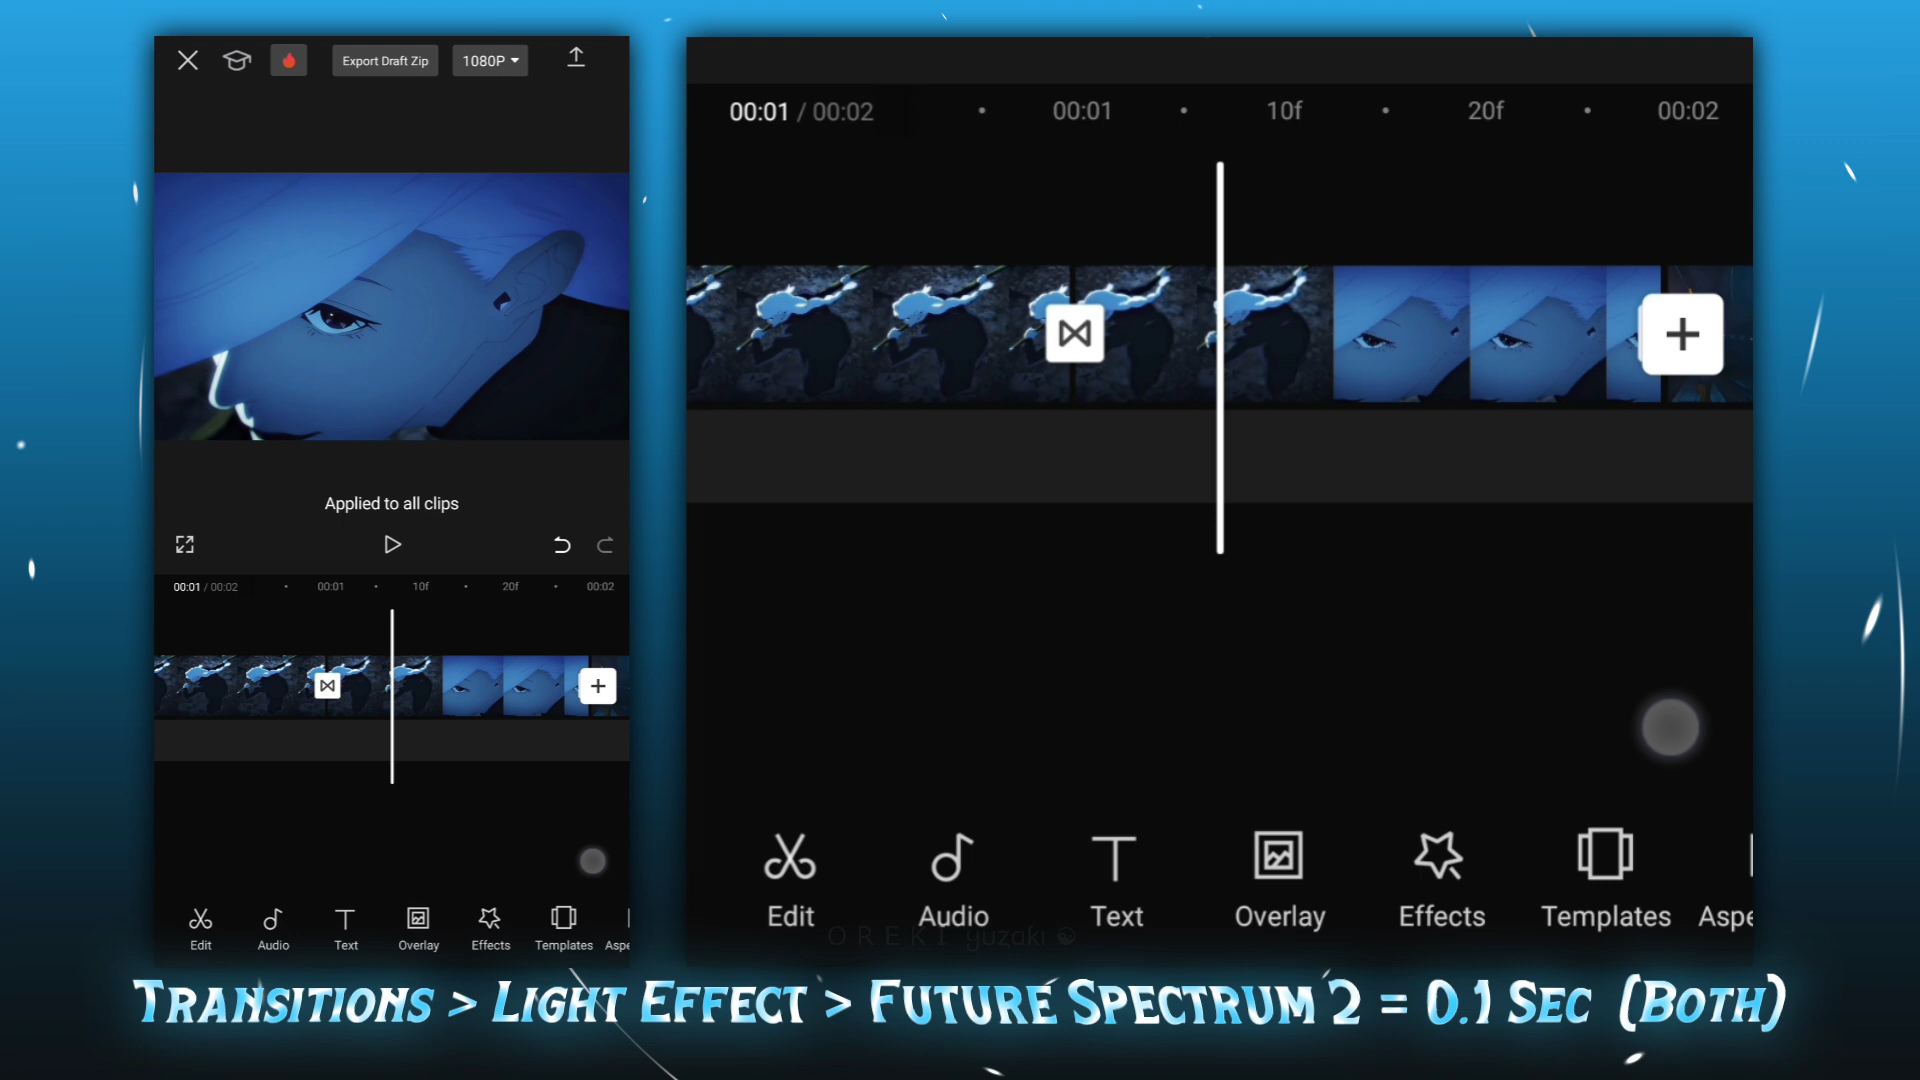 Export Draft Zip
1080P
Applied to all clips
00:01 / 00:02
00:01
10f
20f
00:02
Edit
Audio
Text
Overlay
Effects
Templates
Aspe
00:01 / 00:02
00:01
10f
20f
00:02
Edit
Audio
Text
Overlay
Effects
Templates
Aspe
OREKI yuzaki
Transitions > Light Effect > Future Spectrum 2 = 0.1 Sec (Both)